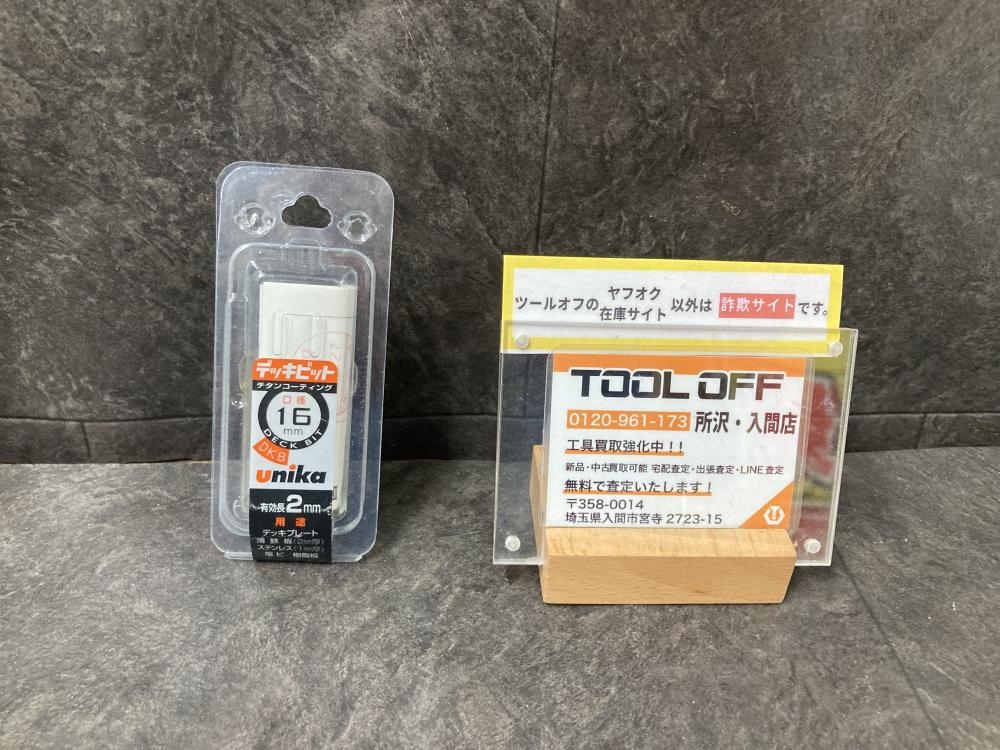 デッキビット
チタンコーティング
口径
16
mm
DECK BIT
DKB
unika
有効長2mm
用途
デッキプレート
薄鉄板(2mm厚)
ステンレス(1mm厚)
塩ビ 樹脂板
ツールオフの ヤフオク 在庫サイト 以外は 詐欺サイト です。
TOOL OFF
0120-961-173 所沢・入間店
工具買取強化中!!
新品・中古買取可能 宅配査定・出張査定・LINE査定
無料で査定いたします!
〒358-0014
埼玉県入間市宮寺 2723-15